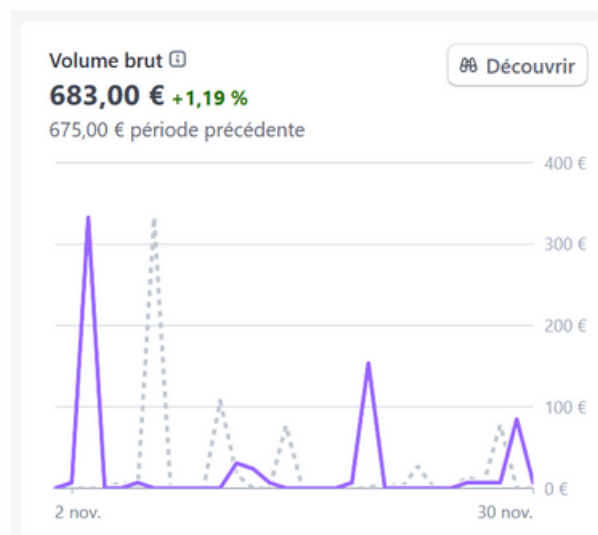 Volume brut
Découvrir
683,00 € +1,19 %
675,00 € période précédente
400 €
300 €
200 €
100 €
0 €
2 nov.
30 nov.